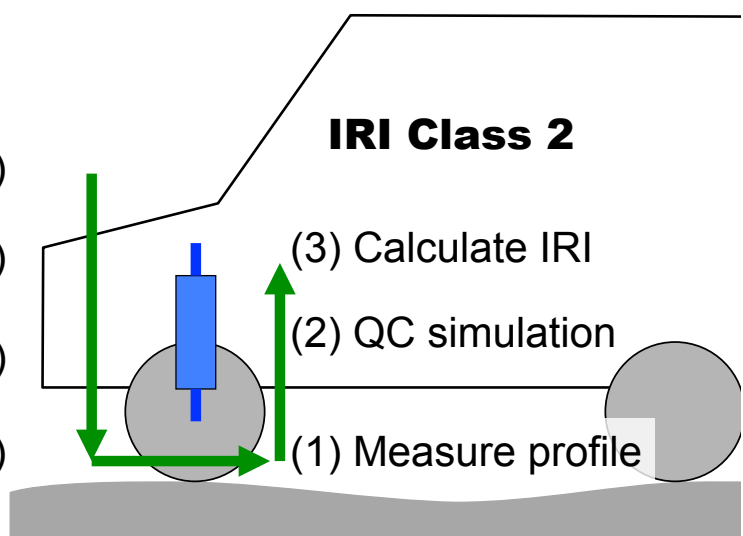 IRI Class 2
)
(3) Calculate IRI
)
(2) QC simulation
)
(1) Measure profile
)